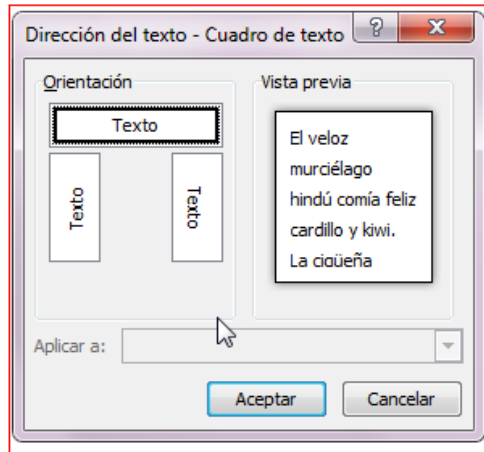 Dirección del texto - Cuadro de texto
Orientación
Texto
Texto
Texto
Vista previa
El veloz
murciélago
hindú comía feliz
cardillo y kiwi.
La cigüeña
Aplicar a:
Aceptar
Cancelar